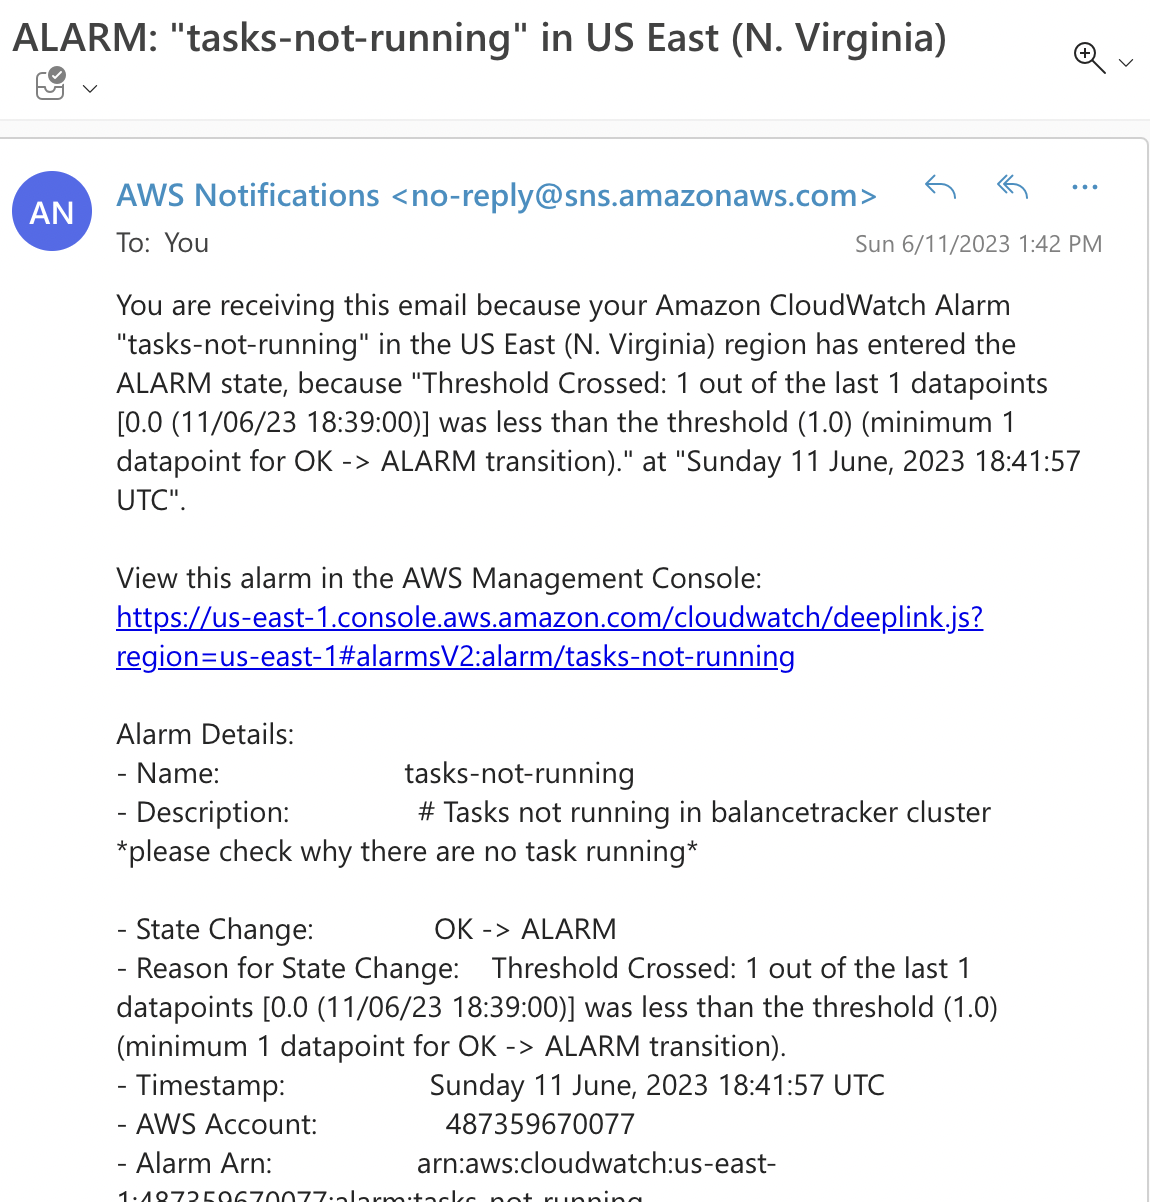 ALARM: "tasks-not-running" in US East (N. Virginia)
AN
AWS Notifications <no-reply@sns.amazonaws.com>
To: You
Sun 6/11/2023 1:42 PM
You are receiving this email because your Amazon CloudWatch Alarm
"tasks-not-running" in the US East (N. Virginia) region has entered the
ALARM state, because "Threshold Crossed: 1 out of the last 1 datapoints
[0.0 (11/06/23 18:39:00)] was less than the threshold (1.0) (minimum 1
datapoint for OK -> ALARM transition)." at "Sunday 11 June, 2023 18:41:57
UTC".
View this alarm in the AWS Management Console:
https://us-east-1.console.aws.amazon.com/cloudwatch/deeplink.js?
region=us-east-1#alarmsV2:alarm/tasks-not-running
Alarm Details:
- Name: tasks-not-running
- Description: # Tasks not running in balancetracker cluster
*please check why there are no task running*
- State Change: OK -> ALARM
- Reason for State Change: Threshold Crossed: 1 out of the last 1
datapoints [0.0 (11/06/23 18:39:00)] was less than the threshold (1.0)
(minimum 1 datapoint for OK -> ALARM transition).
- Timestamp: Sunday 11 June, 2023 18:41:57 UTC
- AWS Account: 487359670077
- Alarm Arn: arn:aws:cloudwatch:us-east-
1:487359670077:alarm:tasks-not-running